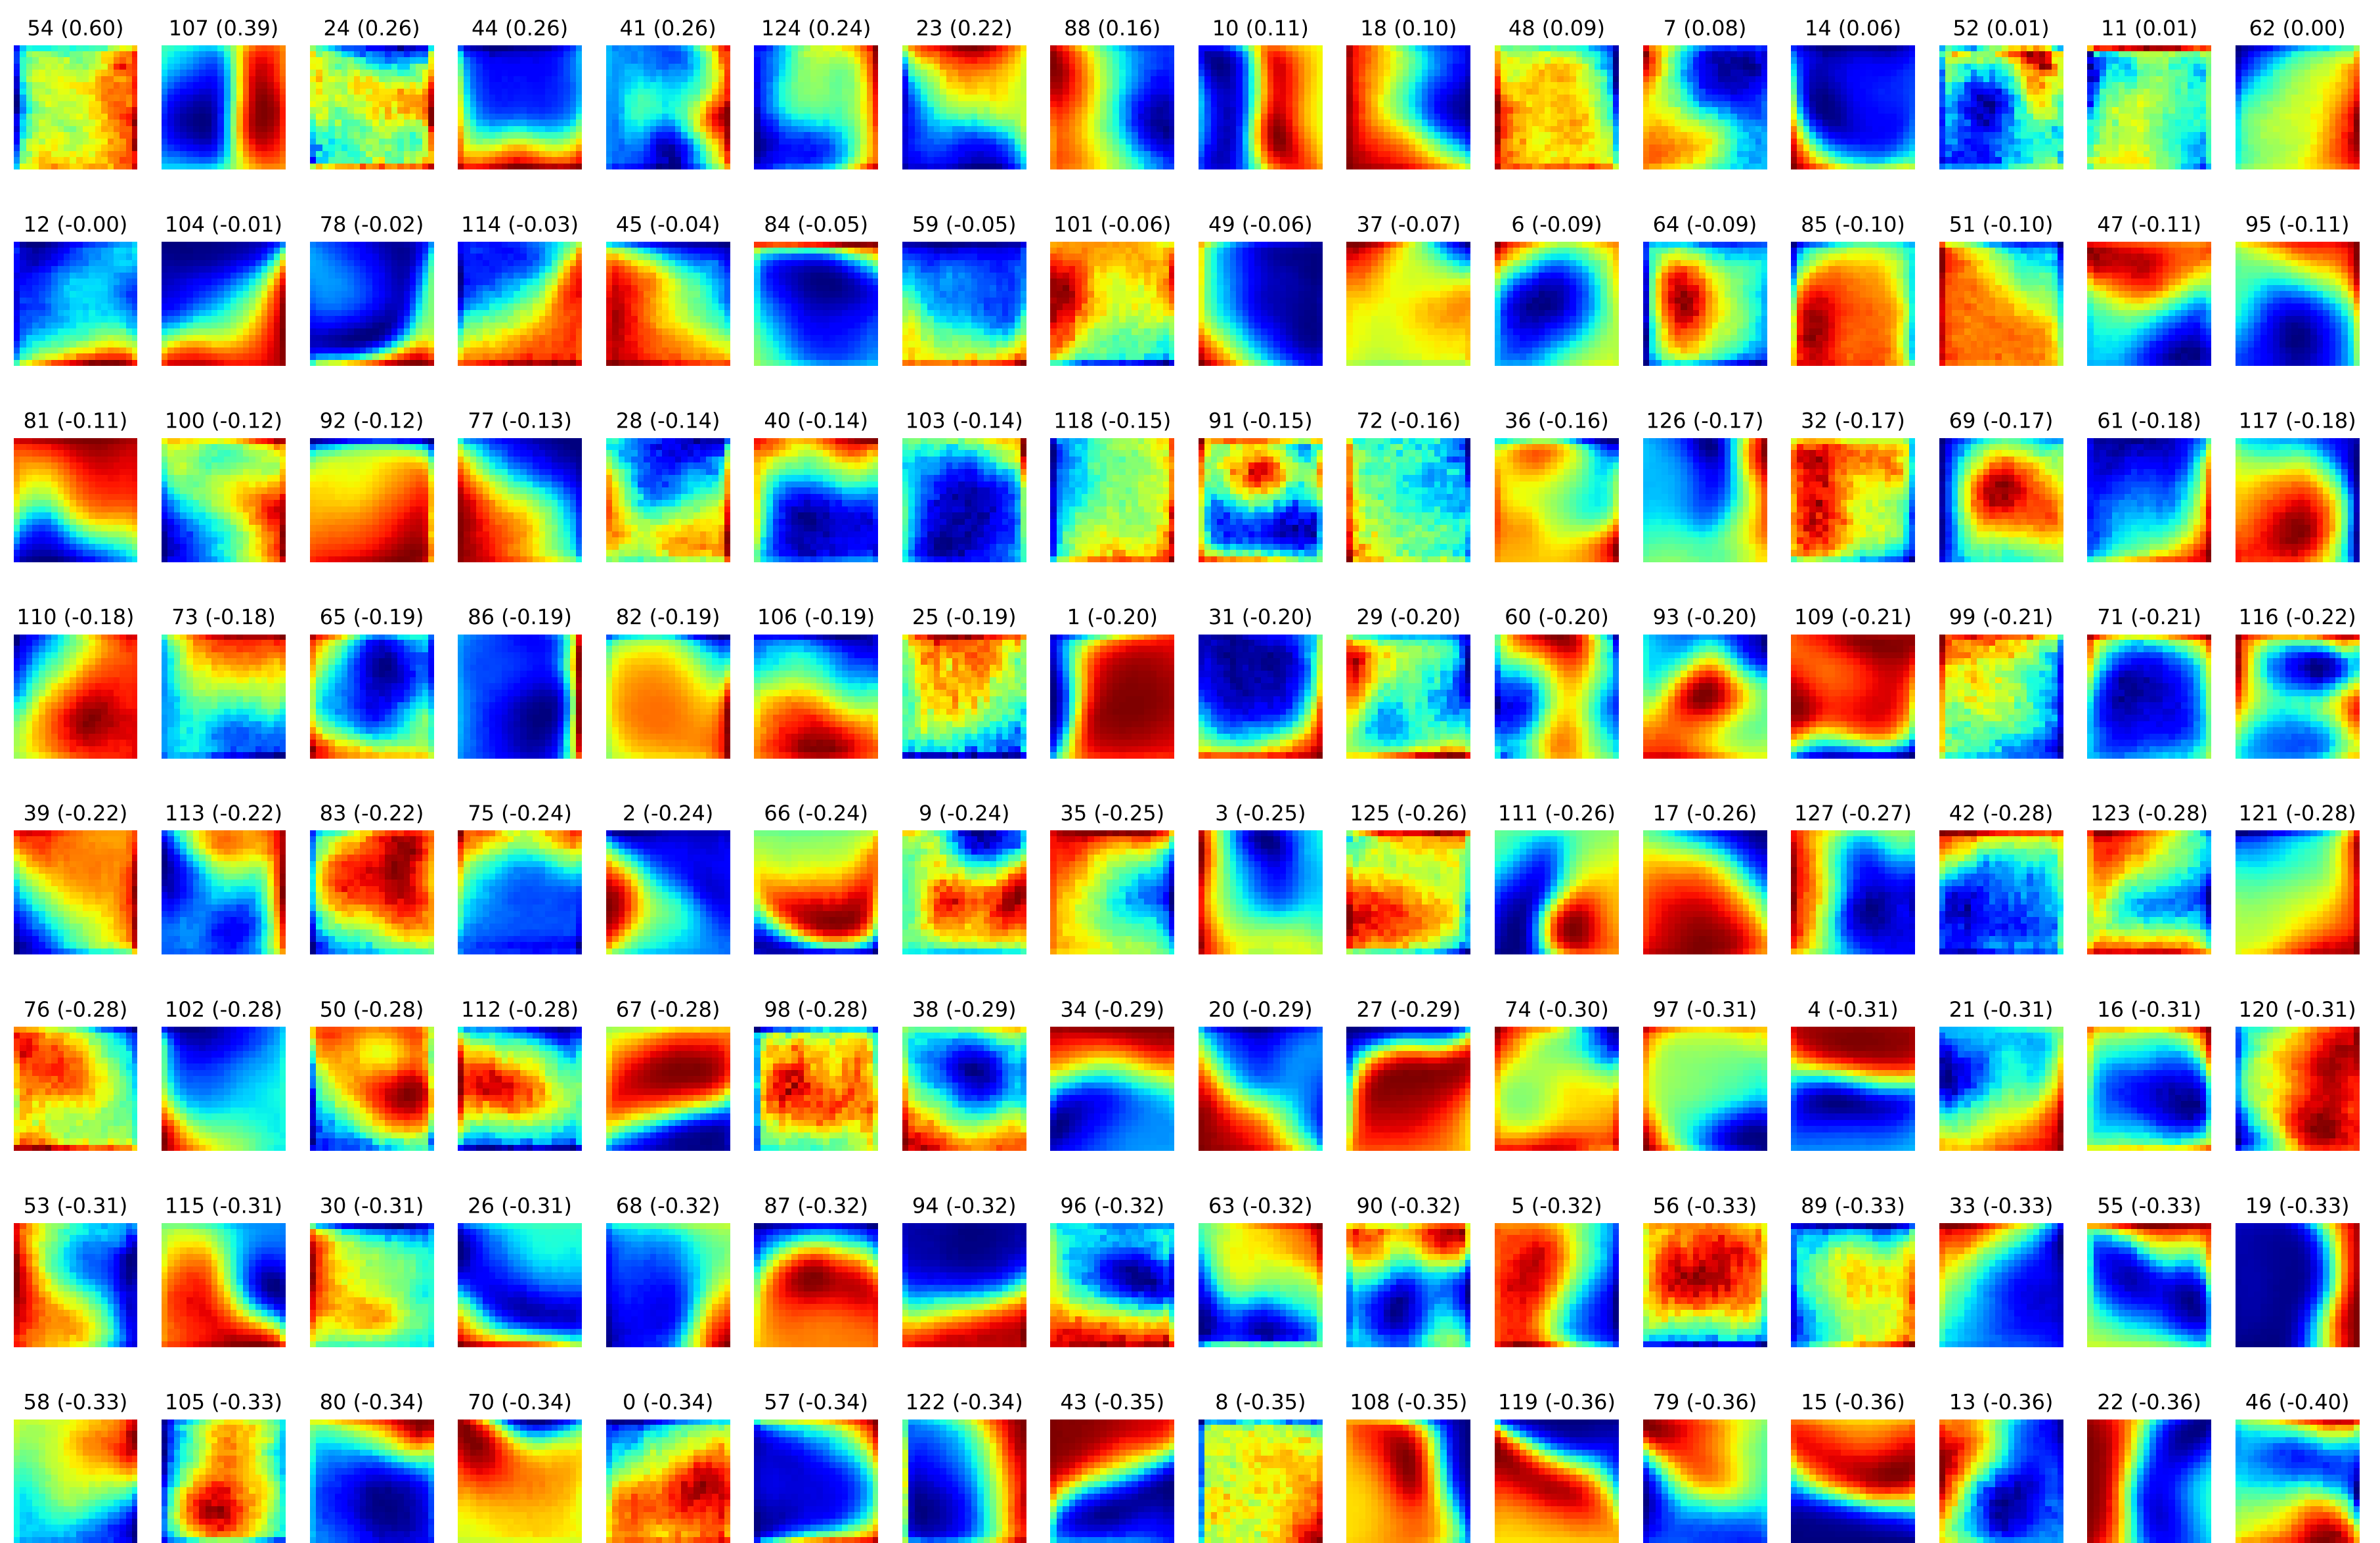 54 (0.60) 107 (0.39) 24 (0.26) 44 (0.26) 41 (0.26) 124 (0.24) 23 (0.22) 88 (0.16) 10 (0.11) 18 (0.10) 48 (0.09) 7 (0.08) 14 (0.06) 52 (0.01) 11 (0.01) 62 (0.00)
12 (-0.00) 104 (-0.01) 78 (-0.02) 114 (-0.03) 45 (-0.04) 84 (-0.05) 59 (-0.05) 101 (-0.06) 49 (-0.06) 37 (-0.07) 6 (-0.09) 64 (-0.09) 85 (-0.10) 51 (-0.10) 47 (-0.11) 95 (-0.11)
81 (-0.11) 100 (-0.12) 92 (-0.12) 77 (-0.13) 28 (-0.14) 40 (-0.14) 103 (-0.14) 118 (-0.15) 91 (-0.15) 72 (-0.16) 36 (-0.16) 126 (-0.17) 32 (-0.17) 69 (-0.17) 61 (-0.18) 117 (-0.18)
110 (-0.18) 73 (-0.18) 65 (-0.19) 86 (-0.19) 82 (-0.19) 106 (-0.19) 25 (-0.19) 1 (-0.20) 31 (-0.20) 29 (-0.20) 60 (-0.20) 93 (-0.20) 109 (-0.21) 99 (-0.21) 71 (-0.21) 116 (-0.22)
39 (-0.22) 113 (-0.22) 83 (-0.22) 75 (-0.24) 2 (-0.24) 66 (-0.24) 9 (-0.24) 35 (-0.25) 3 (-0.25) 125 (-0.26) 111 (-0.26) 17 (-0.26) 127 (-0.27) 42 (-0.28) 123 (-0.28) 121 (-0.28)
76 (-0.28) 102 (-0.28) 50 (-0.28) 112 (-0.28) 67 (-0.28) 98 (-0.28) 38 (-0.29) 34 (-0.29) 20 (-0.29) 27 (-0.29) 74 (-0.30) 97 (-0.31) 4 (-0.31) 21 (-0.31) 16 (-0.31) 120 (-0.31)
53 (-0.31) 115 (-0.31) 30 (-0.31) 26 (-0.31) 68 (-0.32) 87 (-0.32) 94 (-0.32) 96 (-0.32) 63 (-0.32) 90 (-0.32) 5 (-0.32) 56 (-0.33) 89 (-0.33) 33 (-0.33) 55 (-0.33) 19 (-0.33)
58 (-0.33) 105 (-0.33) 80 (-0.34) 70 (-0.34) 0 (-0.34) 57 (-0.34) 122 (-0.34) 43 (-0.35) 8 (-0.35) 108 (-0.35) 119 (-0.36) 79 (-0.36) 15 (-0.36) 13 (-0.36) 22 (-0.36) 46 (-0.40)